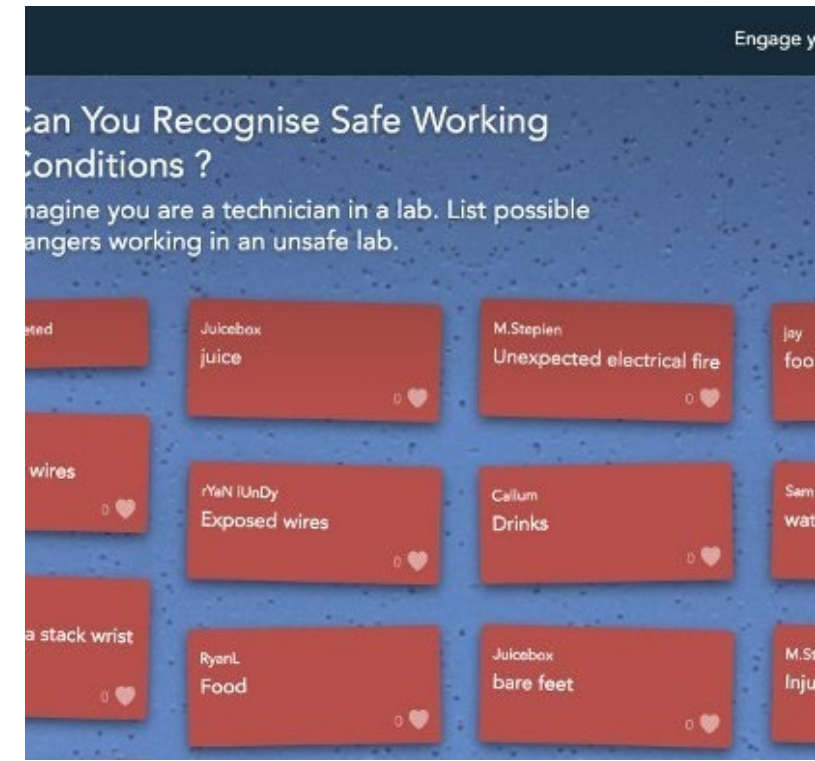 Engage y
Can You Recognise Safe Working
Conditions ?
magine you are a technician in a lab. List possible
angers working in an unsafe lab.
eted
Juicebox
juice
0
M.Stepien
Unexpected electrical fire
0
jay
foo
wires
0
rYaN lUnDy
Exposed wires
0
Callum
Drinks
0
Sam
wat
a stack wrist
0
RyanL
Food
0
Juicebox
bare feet
0
M.St
Inju